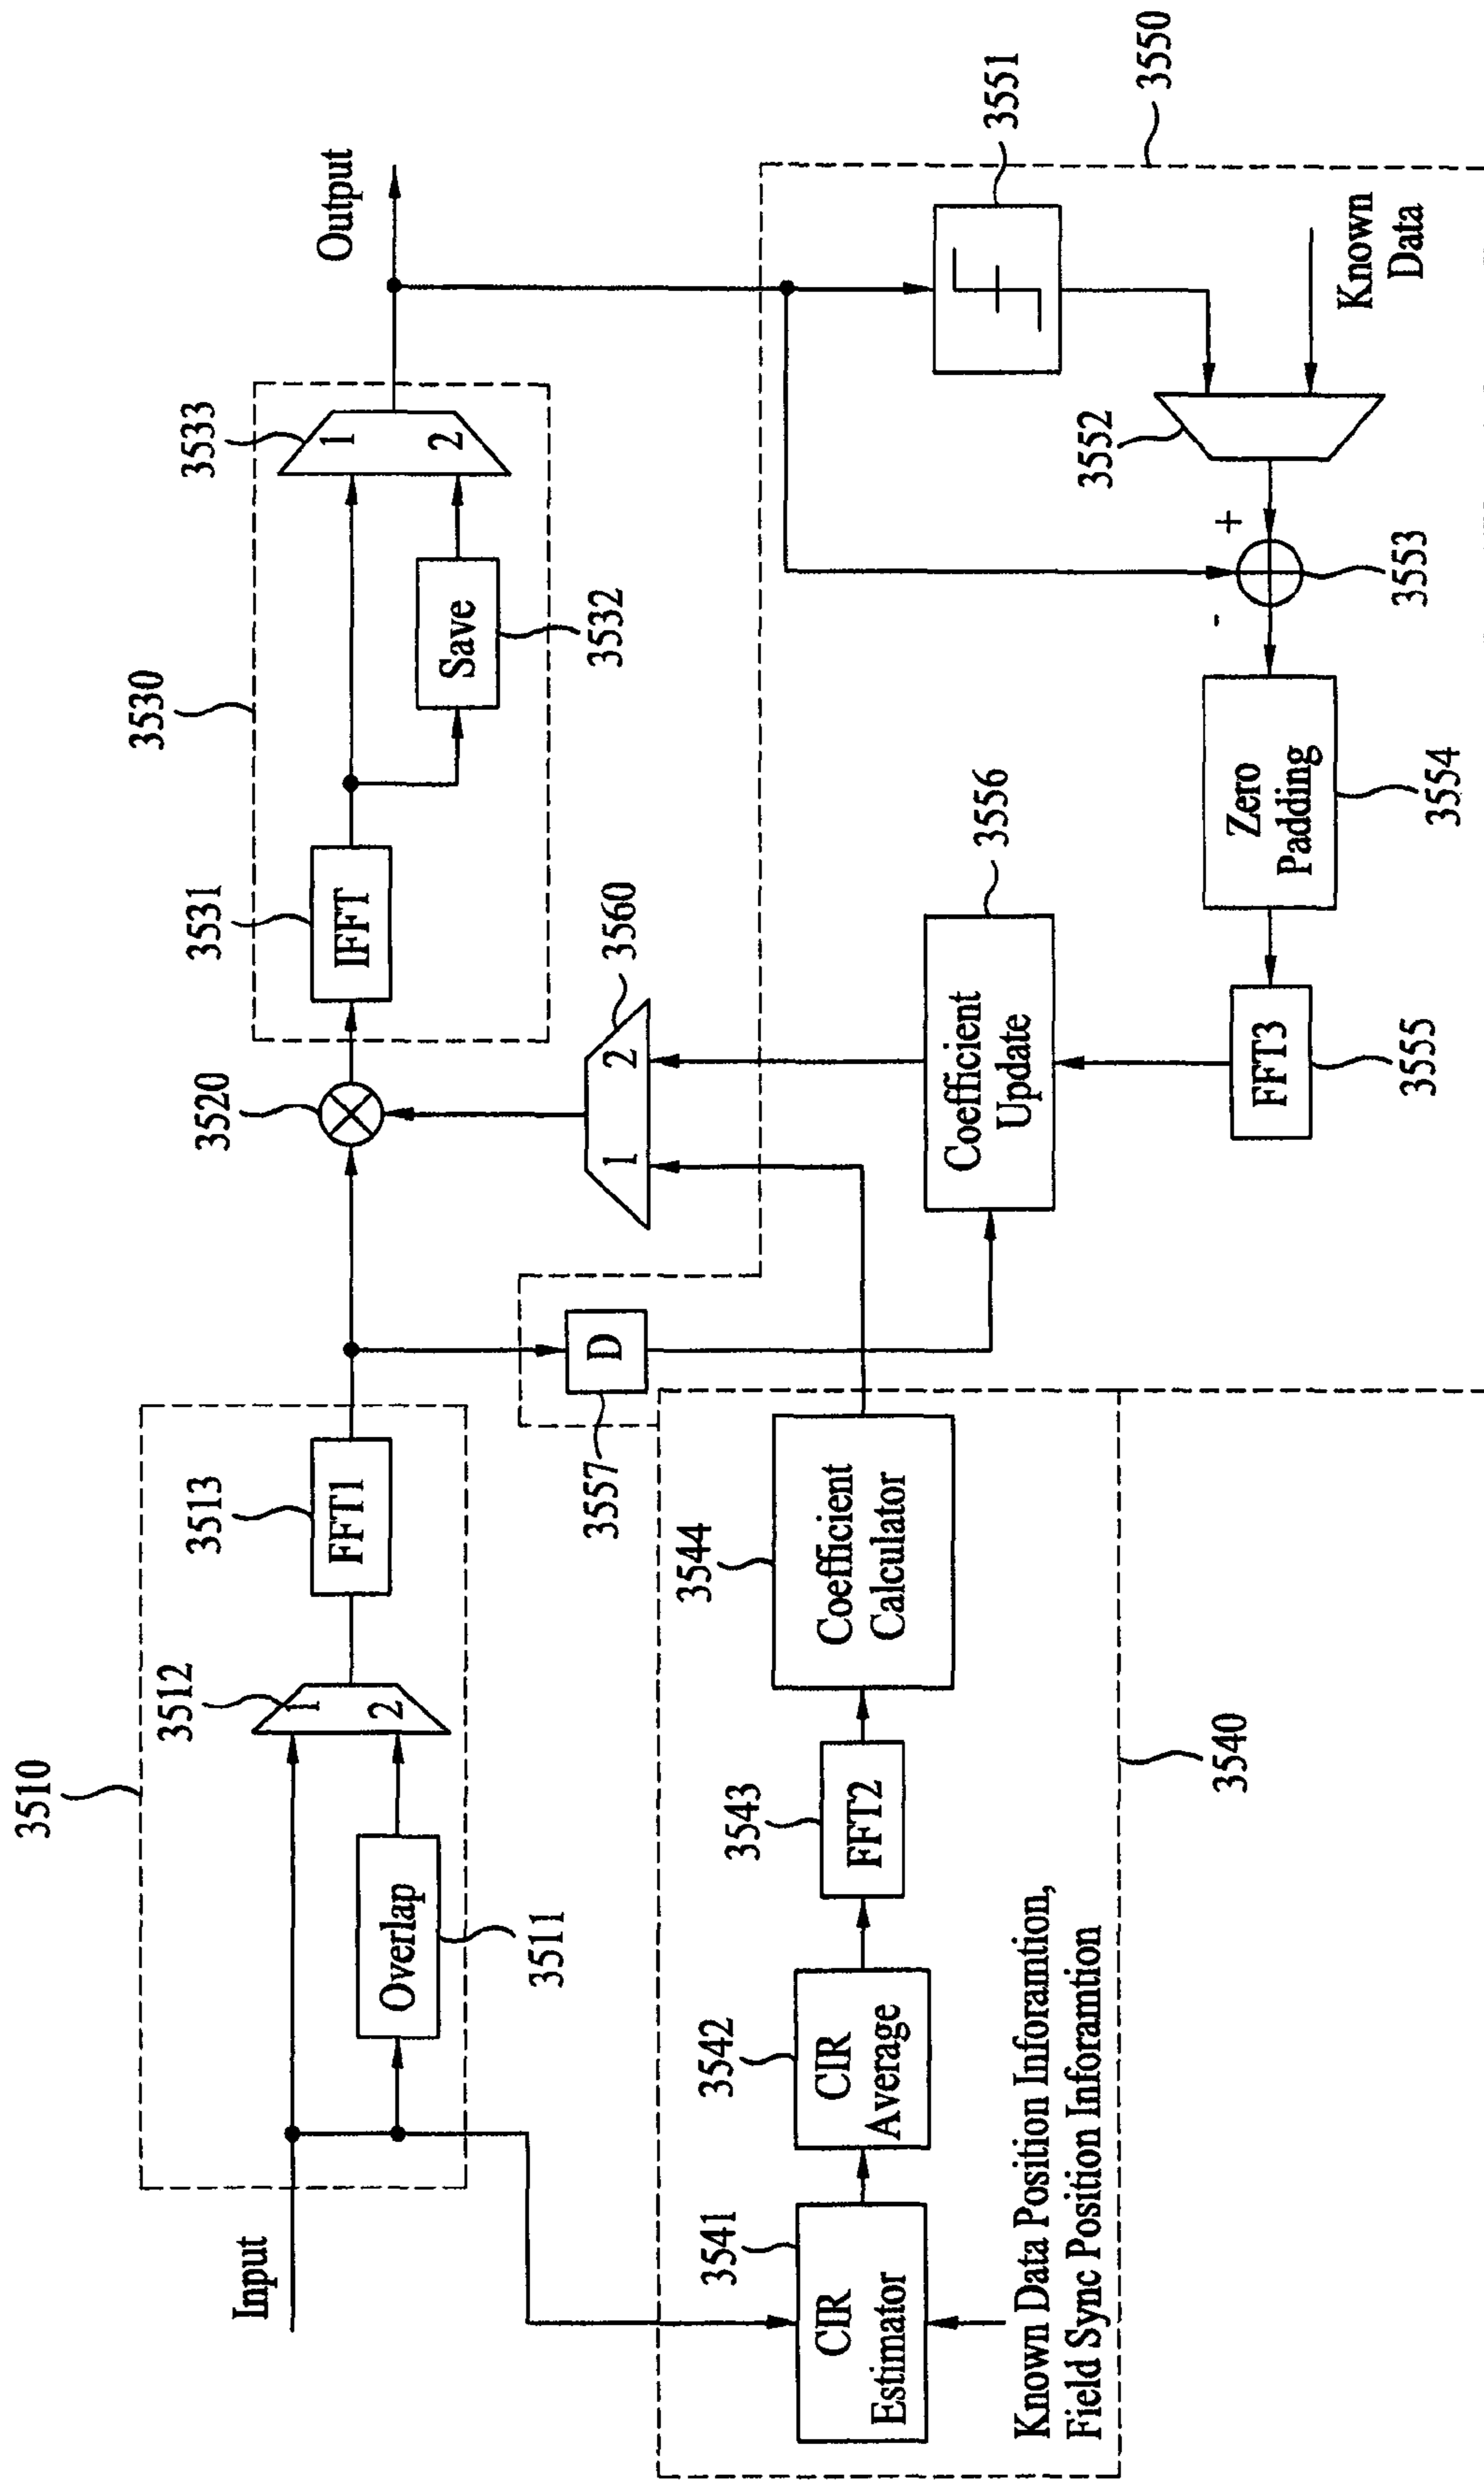 3510
3530
3512
3513
3520
3531
3533
Input
1
2
FFT1
IFFT
1
2
Output
Overlap
Save
3511
3532
3557
D
1
2
3560
3550
3541
3542
3543
3544
3556
3551
CIR
Estimator
CIR
Average
FFT2
Coefficient
Calculator
Coefficient
Update
3552
Known Data Position Inforamtion,
Field Sync Position Inforamtion
3540
FFT3
3555
Zero
Padding
3554
-
+
3553
Known
Data